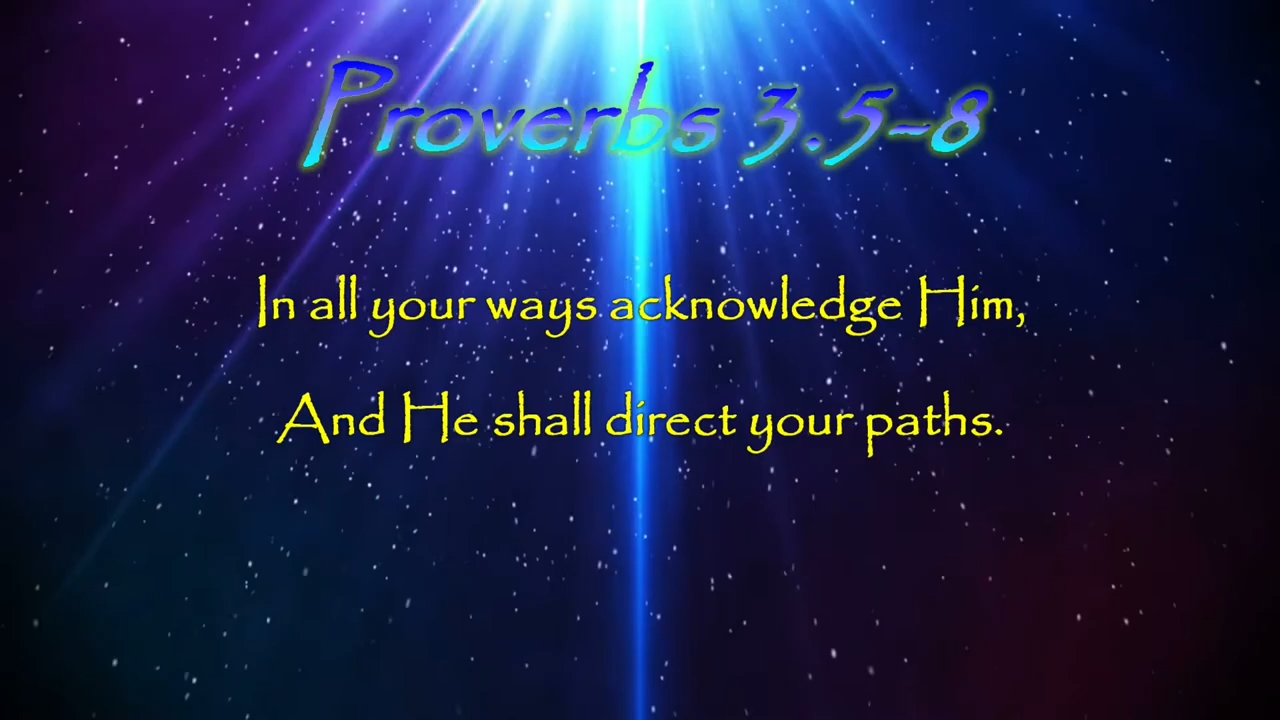 Proverbs 3.5-8
In all your ways acknowledge Him,
And He shall direct your paths.